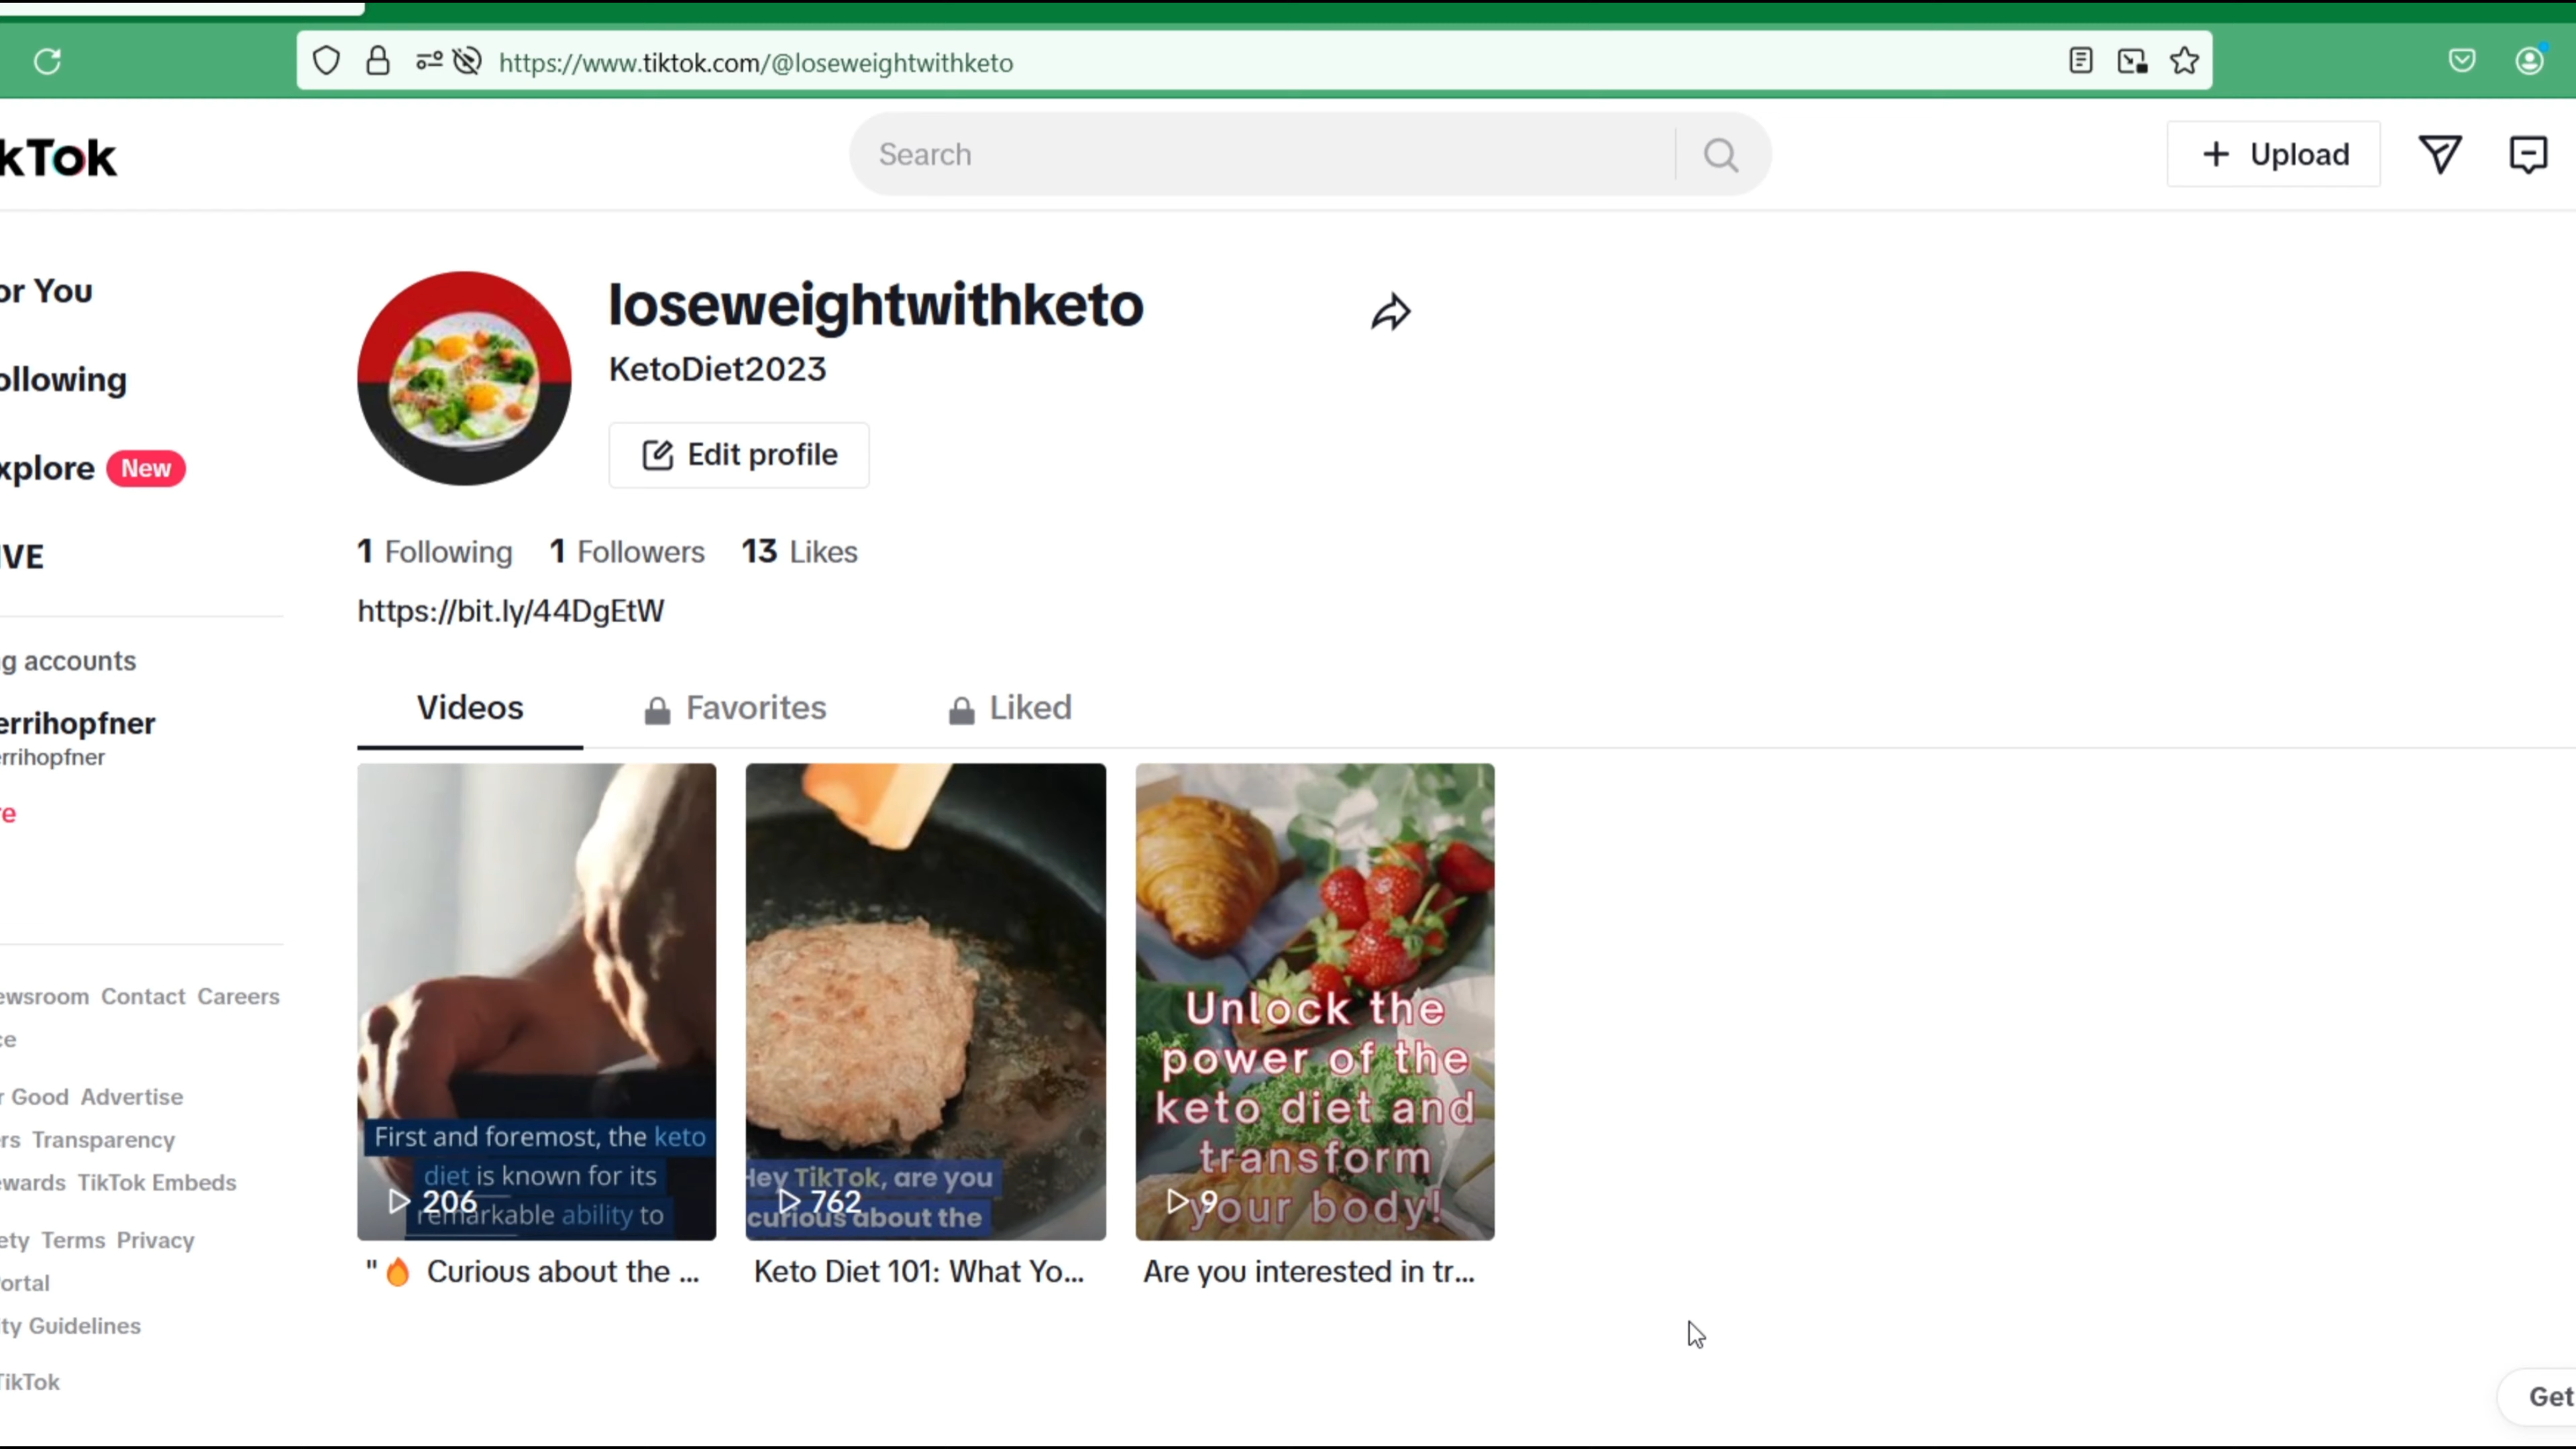 https://www.tiktok.com/@loseweightwithketo
kTok
Search
Upload
or You
ollowing
xplore New
IVE
g accounts
errihopfner
errihopfner
re
ewsroom Contact Careers
ce
r Good Advertise
ers Transparency
ewards TikTok Embeds
ety Terms Privacy
ortal
ty Guidelines
TikTok
loseweightwithketo
KetoDiet2023
Edit profile
1 Following 1 Followers 13 Likes
https://bit.ly/44DgEtW
Videos Favorites Liked
First and foremost, the keto
diet is known for its
remarkable ability to
206
" 🔥 Curious about the ...
Hey TikTok, are you
curious about the
762
Keto Diet 101: What Yo...
Unlock the
power of the
keto diet and
transform
your body!
9
Are you interested in tr...
Get